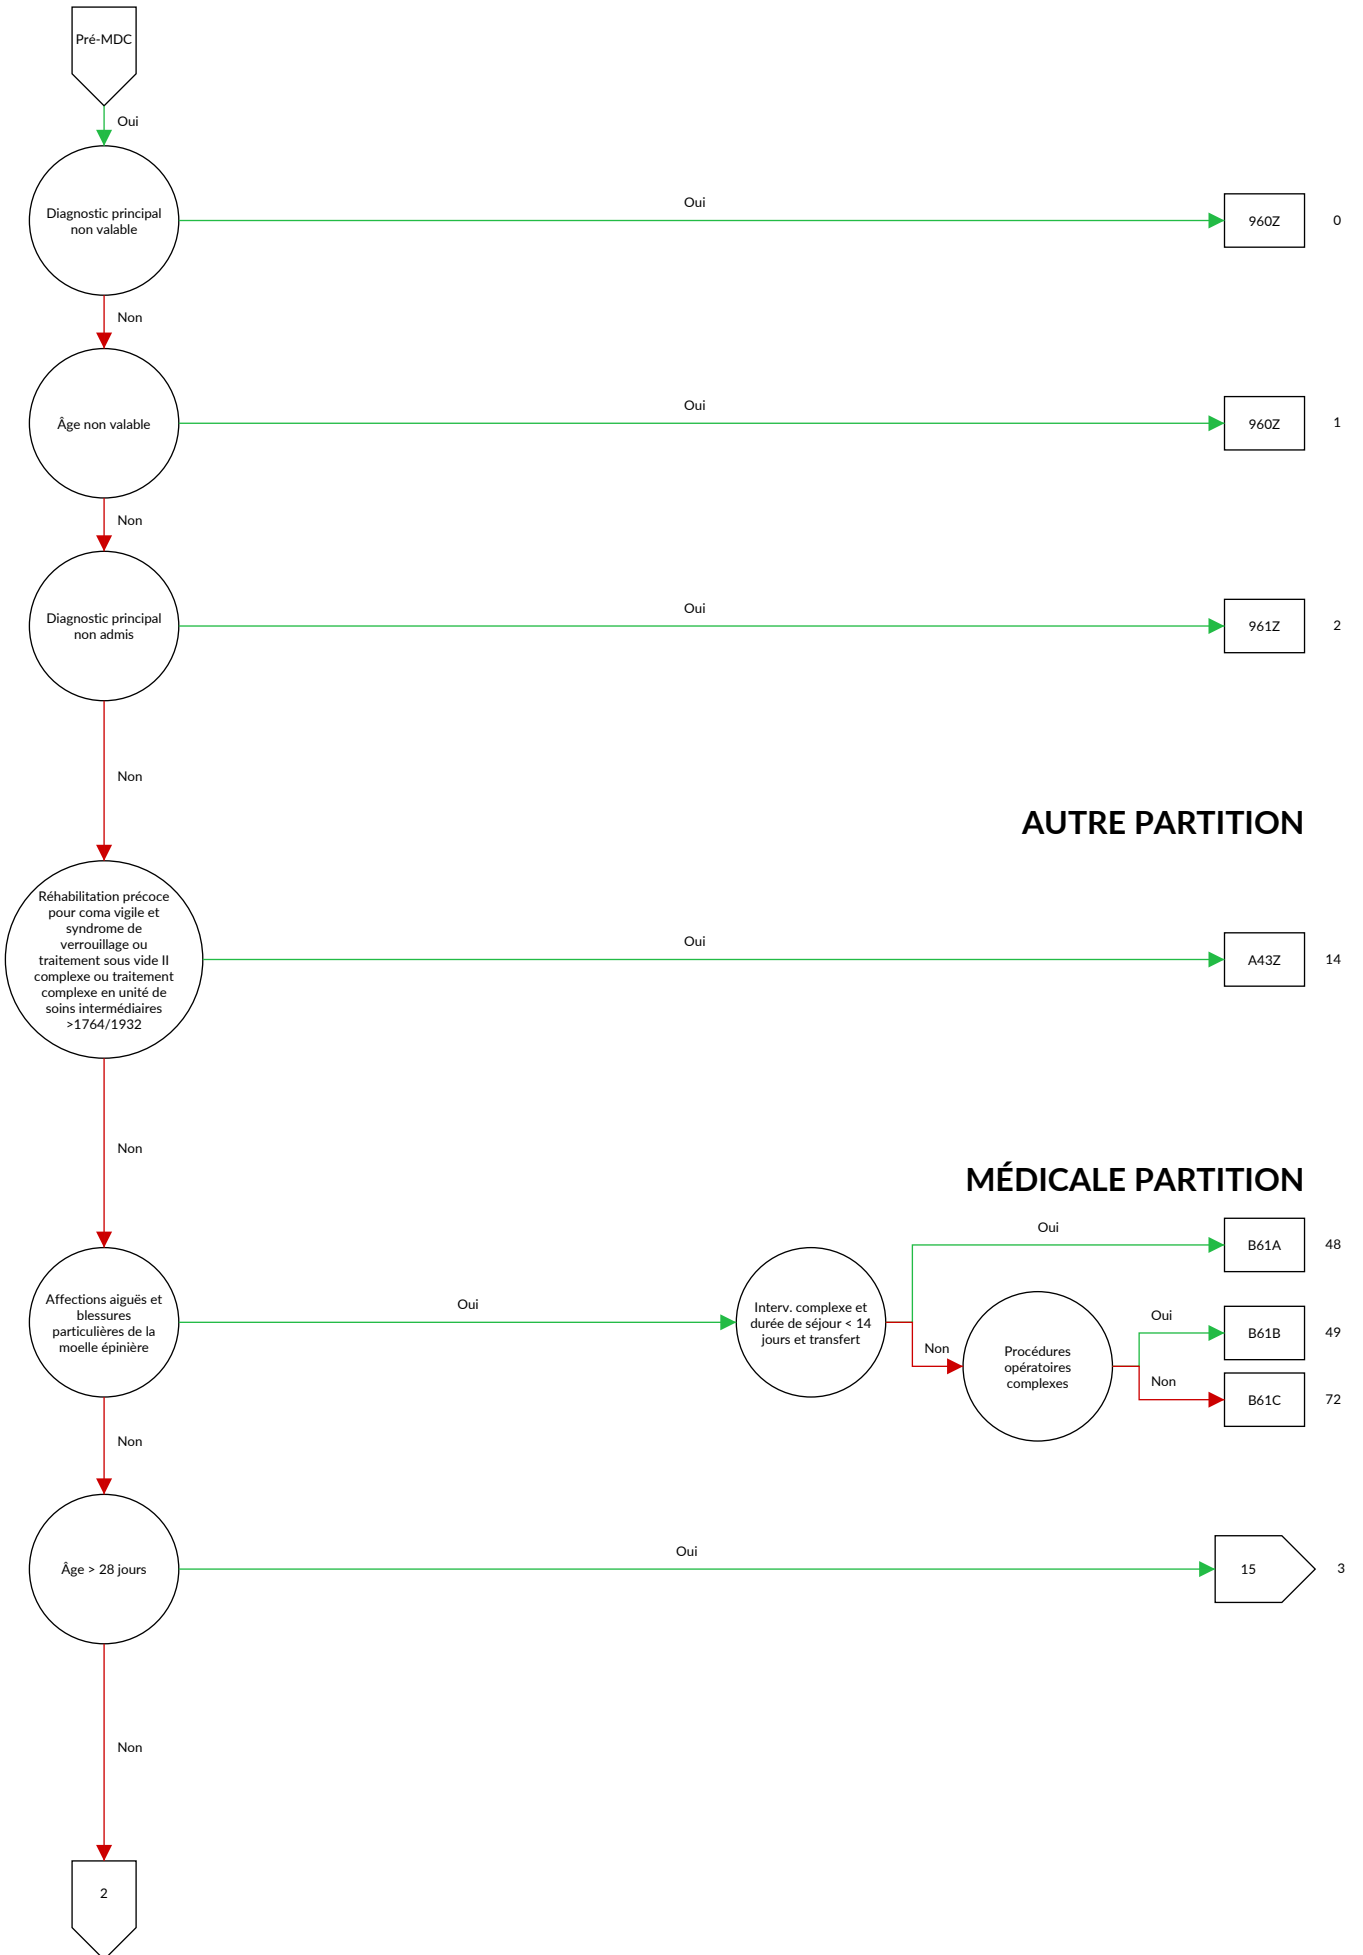 Pré-MDC
Oui
Diagnostic principal
non valable
Oui
960Z
0
Non
Âge non valable
Oui
960Z
1
Non
Diagnostic principal
non admis
Oui
961Z
2
Non
AUTRE PARTITION
Réhabilitation précoce
pour coma vigile et
syndrome de
verrouillage ou
traitement sous vide II
complexe ou traitement
complexe en unité de
soins intermédiaires
>1764/1932
Oui
A43Z
14
Non
MÉDICALE PARTITION
Affections aiguës et
blessures
particulières de la
moelle épinière
Oui
Interv. complexe et
durée de séjour < 14
jours et transfert
Oui
B61A
48
Non
Procédures
opératoires
complexes
Oui
B61B
49
Non
B61C
72
Non
Âge > 28 jours
Oui
15
3
Non
2